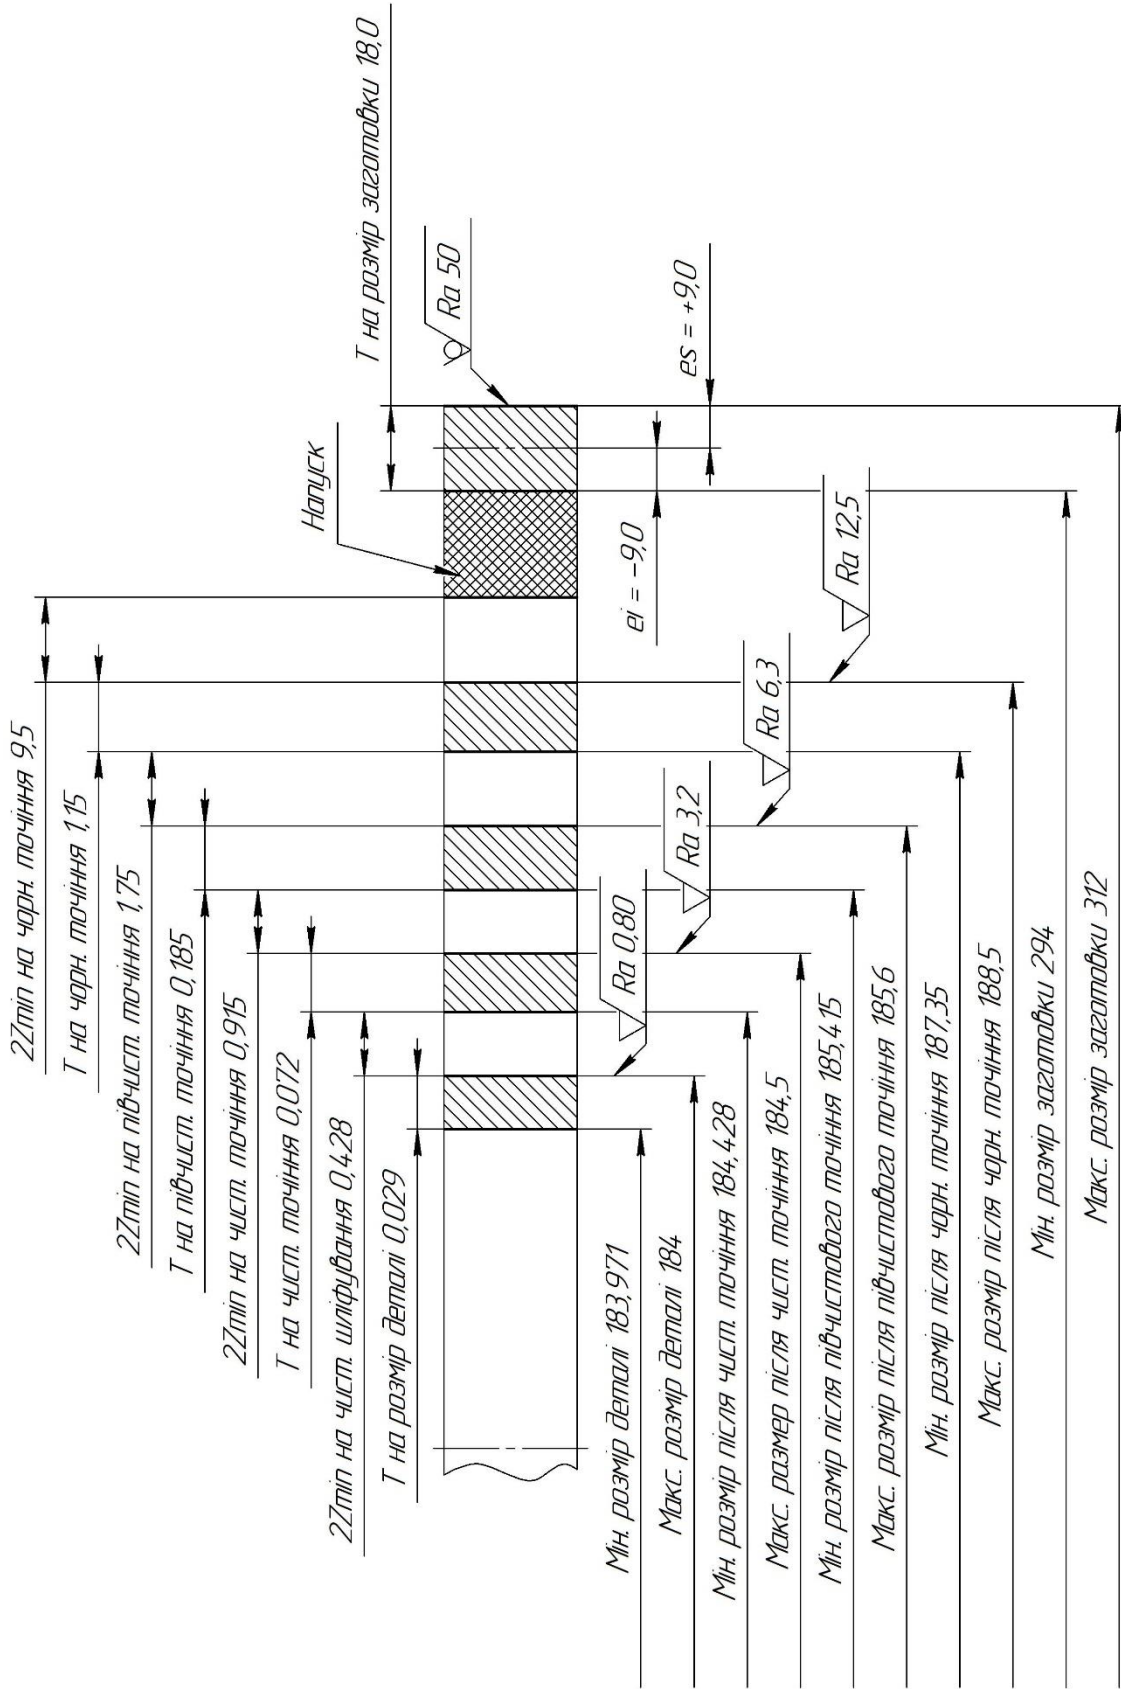 2Zmin на чорн. точіння 9,5
Т на чорн. точіння 1,15
2Zmin на півчист. точіння 1,75
Т на півчист. точіння 0,185
2Zmin на чист. точіння 0,915
Т на чист. точіння 0,072
2Zmin на чист. шліфування 0,428
Т на розмір деталі 0,029
Напуск
Т на розмір заготовки 18,0
Ra 50
ei = -9,0
es = +9,0
Ra 0,80
Ra 3,2
Ra 6,3
Ra 12,5
Мін. розмір деталі 183,971
Макс. розмір деталі 184
Мін. розмір після чист. точіння 184,428
Макс. размер після чист. точіння 184,5
Мін. розмір після півчистового точіння 185,415
Макс. розмір після півчистового точіння 185,6
Мін. розмір після чорн. точіння 187,35
Макс. розмір після чорн. точіння 188,5
Мін. розмір заготовки 294
Макс. розмір заготовки 312